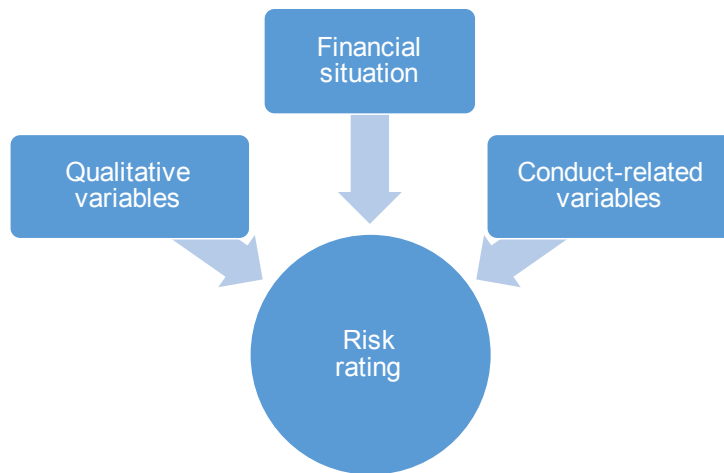 Financial
situation
Qualitative
variables
Conduct-related
variables
Risk
rating